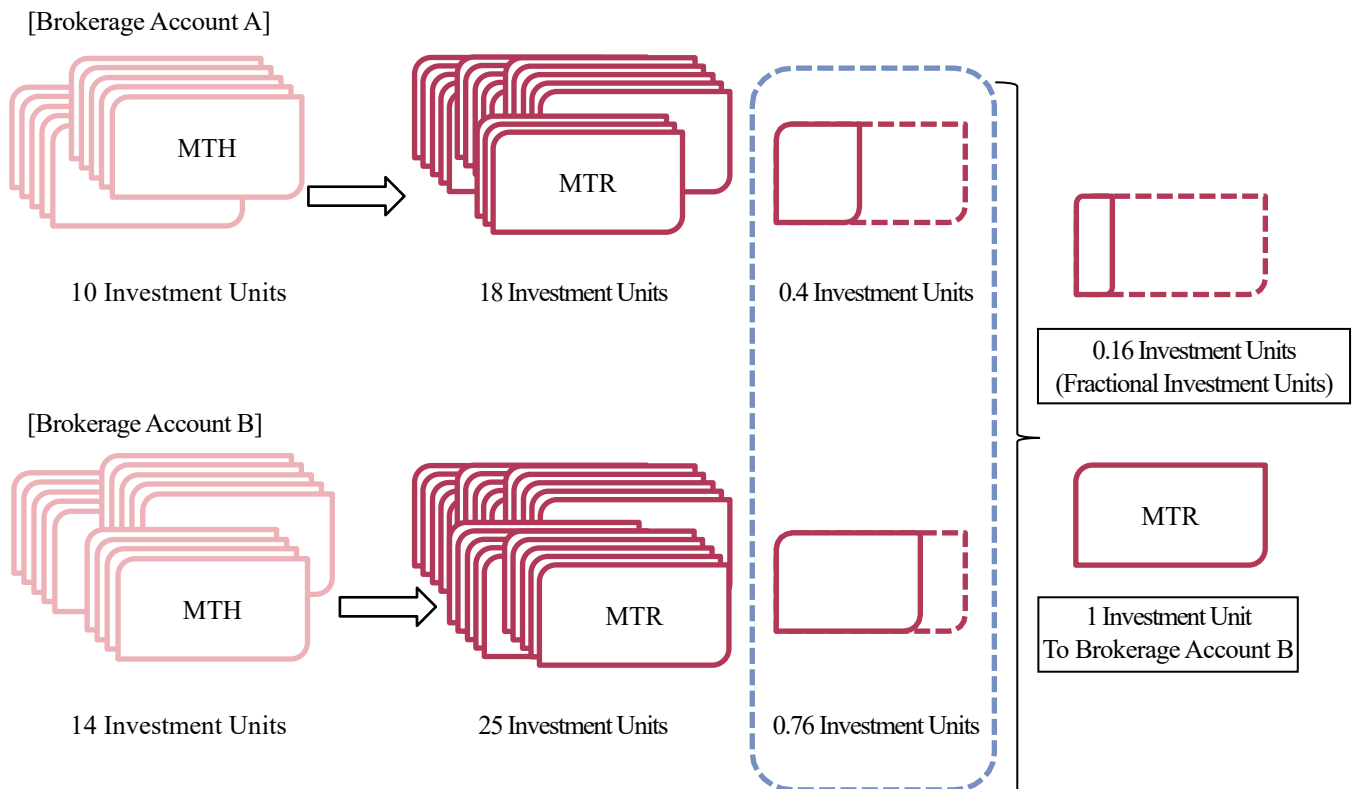 [Brokerage Account A]
MTH
MTR
10 Investment Units
18 Investment Units
0.4 Investment Units
0.16 Investment Units
(Fractional Investment Units)
[Brokerage Account B]
MTH
MTR
MTR
1 Investment Unit
To Brokerage Account B
14 Investment Units
25 Investment Units
0.76 Investment Units